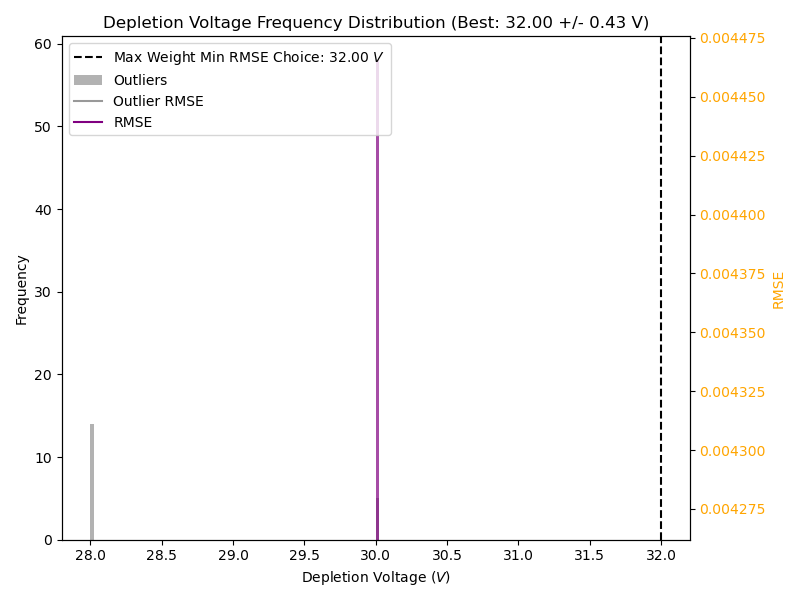 Depletion Voltage Frequency Distribution (Best: 32.00 +/- 0.43 V)
Max Weight Min RMSE Choice: 32.00 V
Outliers
Outlier RMSE
RMSE
Frequency
60
50
40
30
20
10
0
0.004475
0.004450
0.004425
0.004400
0.004375
0.004350
0.004325
0.004300
0.004275
RMSE
28.0 28.5 29.0 29.5 30.0 30.5 31.0 31.5 32.0
Depletion Voltage (V)